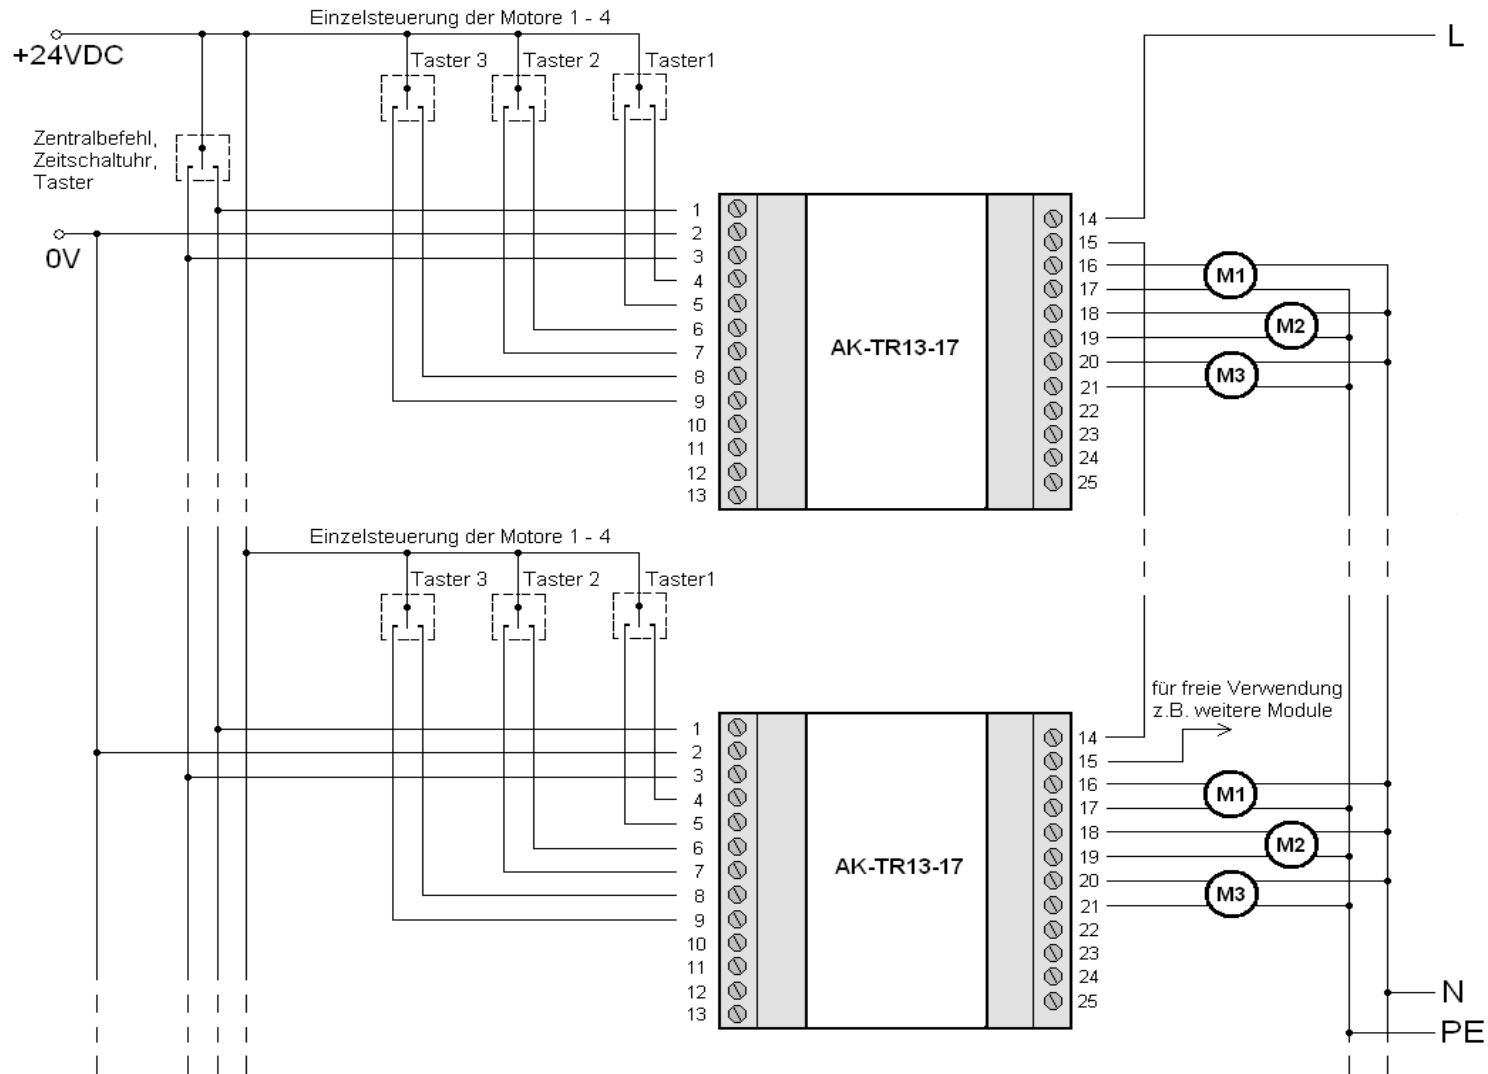 Einzelsteuerung der Motore 1 - 4
+24VDC
L
Taster 3
Taster 2
Taster1
Zentralbefehl,
Zeitschaltuhr,
Taster
0V
1
2
3
4
5
6
7
8
9
10
11
12
13
AK-TR13-17
14
15
16
17
18
19
20
21
22
23
24
25
M1
M2
M3
Einzelsteuerung der Motore 1 - 4
Taster 3
Taster 2
Taster1
1
2
3
4
5
6
7
8
9
10
11
12
13
AK-TR13-17
14
15
16
17
18
19
20
21
22
23
24
25
für freie Verwendung
z.B. weitere Module
M1
M2
M3
N
PE